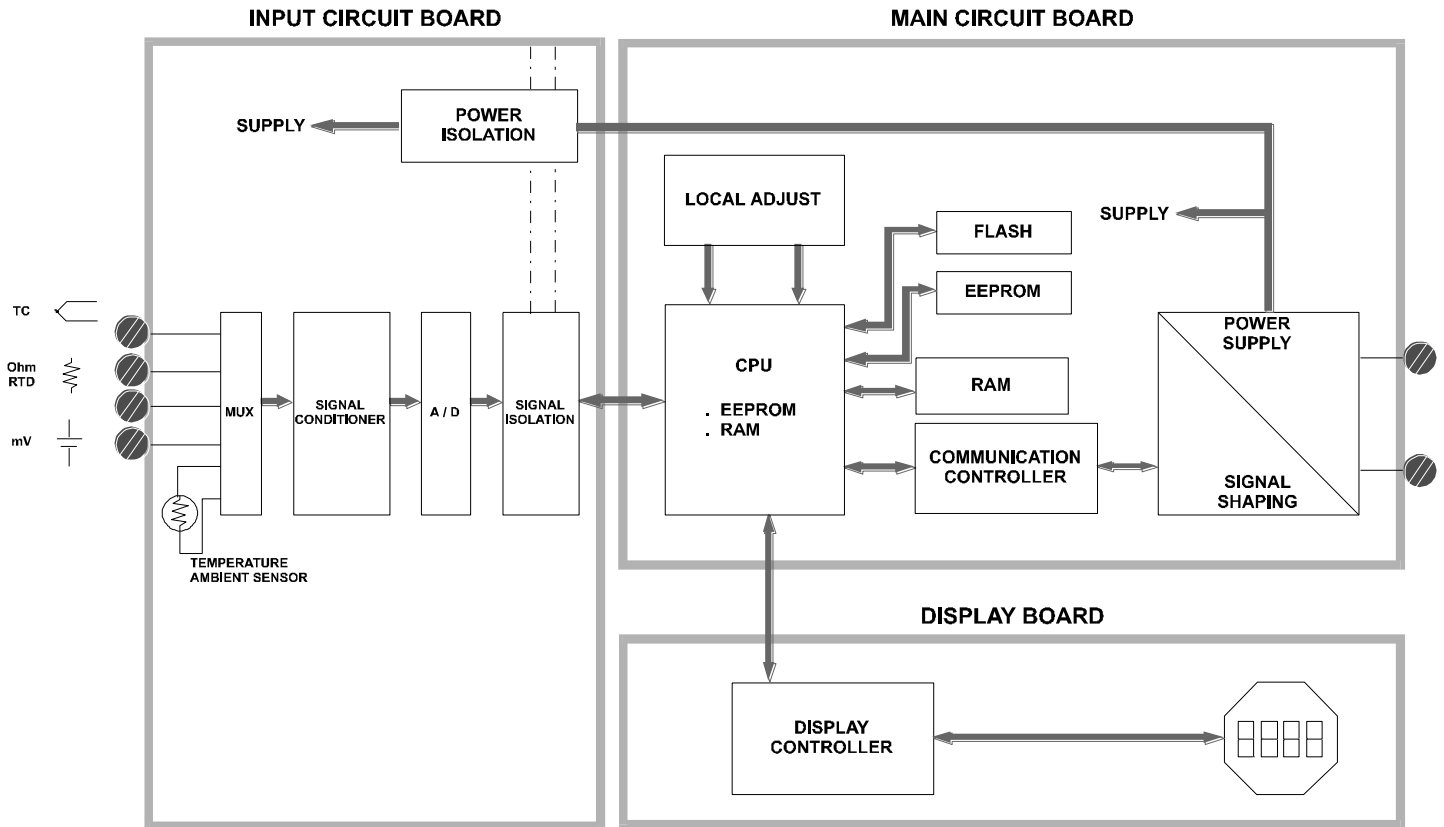 INPUT CIRCUIT BOARD
MAIN CIRCUIT BOARD
SUPPLY
POWER
ISOLATION
LOCAL ADJUST
FLASH
SUPPLY
EEPROM
TC
Ohm
RTD
mV
MUX
SIGNAL
CONDITIONER
A / D
SIGNAL
ISOLATION
CPU
. EEPROM
. RAM
RAM
COMMUNICATION
CONTROLLER
POWER
SUPPLY
SIGNAL
SHAPING
TEMPERATURE
AMBIENT SENSOR
DISPLAY BOARD
DISPLAY
CONTROLLER